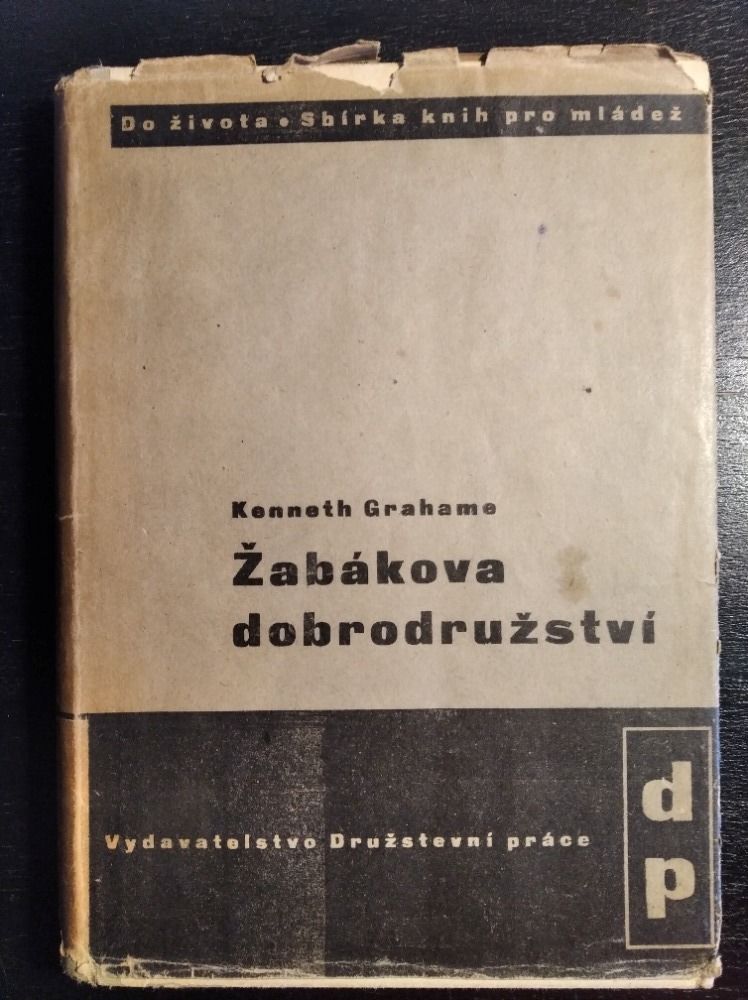 Do života • Sbírka knih pro mládež
Kenneth Grahame
Žabákova
dobrodružství
Vydavatelstvo Družstevní práce
d
p